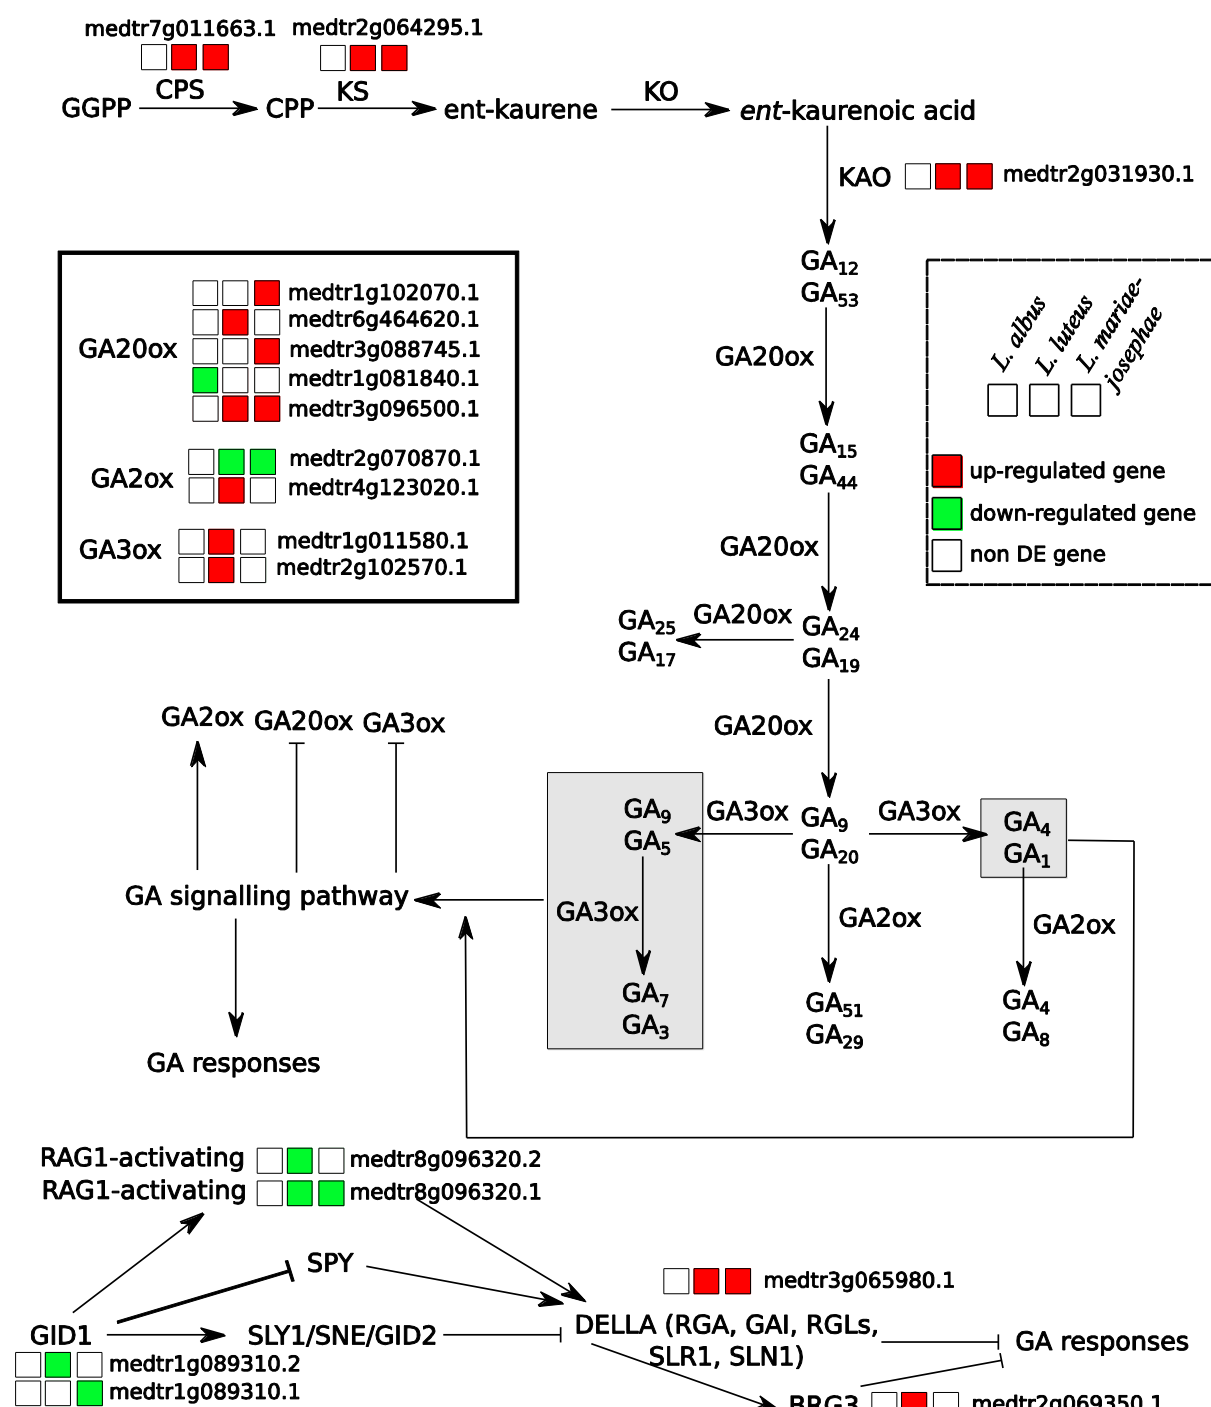 medtr7g011663.1
medtr2g064295.1
GGPP
CPS
CPP
KS
ent-kaurene
KO
ent-kaurenoic acid
KAO
medtr2g031930.1
GA12
GA53
GA20ox
GA15
GA44
GA20ox
GA24
GA19
GA20ox
GA25
GA17
GA20ox
GA20ox
medtr1g102070.1
medtr6g464620.1
medtr3g088745.1
medtr1g081840.1
medtr3g096500.1
GA2ox
medtr2g070870.1
medtr4g123020.1
GA3ox
medtr1g011580.1
medtr2g102570.1
L. albus
L. luteus
L. mariae-
josephae
up-regulated gene
down-regulated gene
non DE gene
GA2ox
GA20ox
GA3ox
GA signalling pathway
GA responses
GA9
GA5
GA3ox
GA7
GA3
GA3ox
GA9
GA20
GA3ox
GA4
GA1
GA2ox
GA51
GA29
GA2ox
GA4
GA8
RAG1-activating
medtr8g096320.2
RAG1-activating
medtr8g096320.1
SPY
GID1
SLY1/SNE/GID2
medtr1g089310.2
medtr1g089310.1
medtr3g065980.1
DELLA (RGA, GAI, RGLs,
SLR1, SLN1)
GA responses
BRG3
medtr2g069350.1